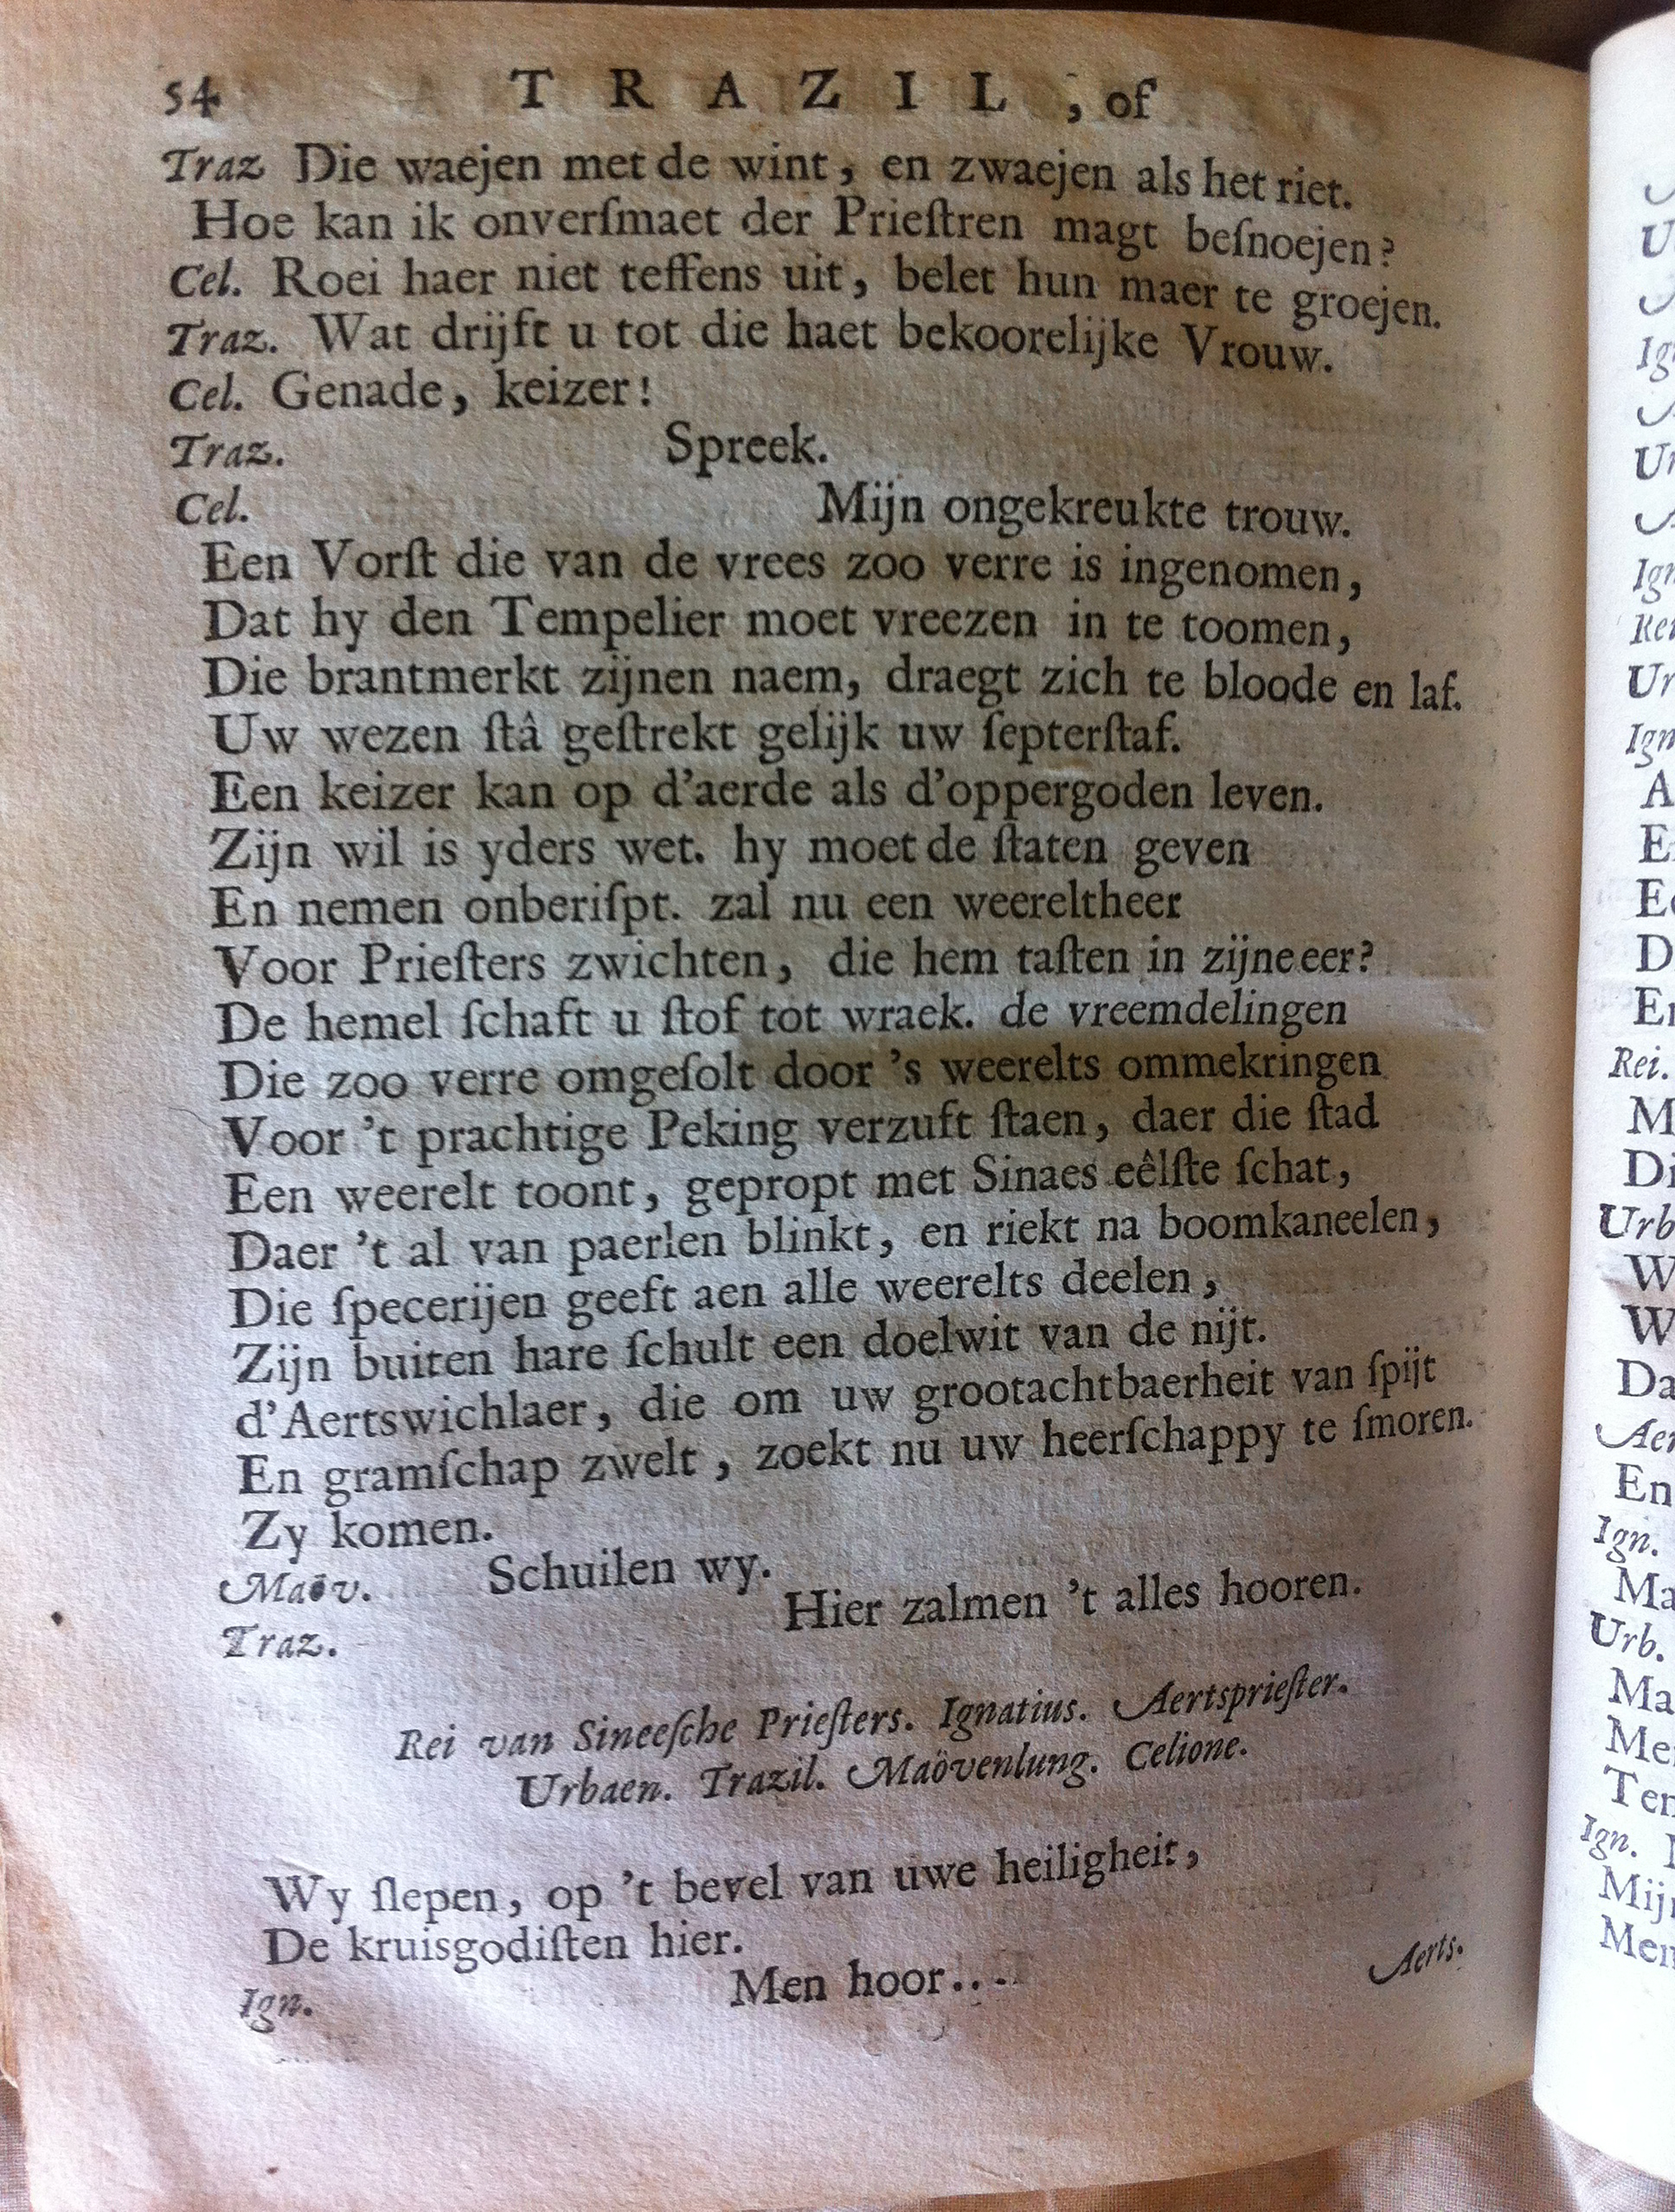 54 TRAZIL, of
Traz Die waejen met de wint, en zwaejen als het riet.
Hoe kan ik onverſmaet der Prieſtren magt beſnoejen?
Cel. Roei haer niet teffens uit, belet hun maer te groejen.
Traz. Wat drijft u tot die haet bekoorelijke Vrouw.
Cel. Genade, keizer!
Traz. Spreek.
Cel. Mijn ongekreukte trouw.
Een Vorſt die van de vrees zoo verre is ingenomen,
Dat hy den Tempelier moet vreezen in te toomen,
Die brantmerkt zijnen naem, draegt zich te bloode en laf.
Uw wezen ſtâ geſtrekt gelijk uw ſepterſtaf.
Een keizer kan op d'aerde als d'oppergoden leven.
Zijn wil is yders wet. hy moet de ſtaten geven
En nemen onberiſpt. zal nu een weereltheer
Voor Prieſters zwichten, die hem taſten in zijne eer?
De hemel ſchaft u ſtof tot wraek. de vreemdelingen
Die zoo verre omgeſolt door 's weerelts ommekringen
Voor 't prachtige Peking verzuft ſtaen, daer die ſtad
Een weerelt toont, gepropt met Sinaes eêlſte ſchat,
Daer 't al van paerlen blinkt, en riekt na boomkaneelen,
Die ſpecerijen geeft aen alle weerelts deelen,
Zijn buiten hare ſchult een doelwit van de nijt.
d'Aertswichlaer, die om uw grootachtbaerheit van ſpijt
En gramſchap zwelt, zoekt nu uw heerſchappy te ſmoren.
Zy komen.
Maöv. Schuilen wy.
Traz. Hier zalmen 't alles hooren.
Rei van Sineeſche Prieſters. Ignatius. Aertsprieſter.
Urbaen. Trazil. Maövenlung. Celione.
Wy ſlepen, op 't bevel van uwe heiligheit,
De kruisgodiſten hier.
Ign. Men hoor....
Aerts.